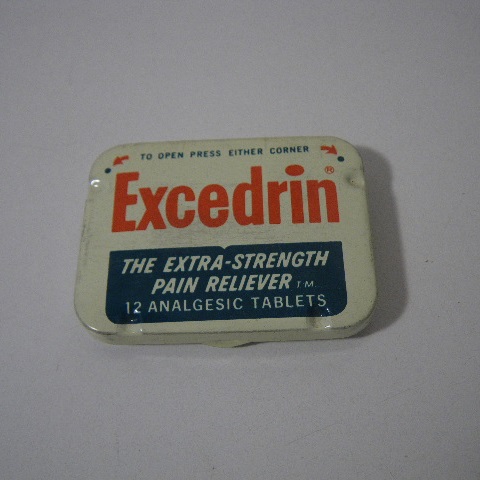 TO OPEN PRESS EITHER CORNER
Excedrin®
THE EXTRA-STRENGTH
PAIN RELIEVER TM
12 ANALGESIC TABLETS